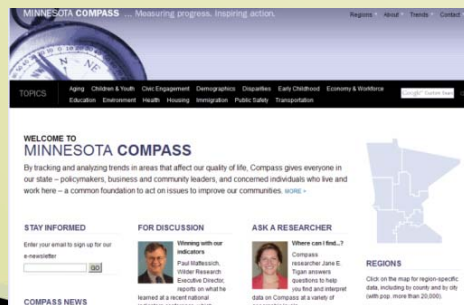 MINNESOTA COMPASS ... Measuring progress. Inspiring action.
Regions About Trends Contact
TOPICS
Aging Children & Youth Civic Engagement Demographics Disparities Early Childhood Economy & Workforce
Education Environment Health Housing Immigration Public Safety Transportation
WELCOME TO
MINNESOTA COMPASS
By tracking and analyzing trends in areas that affect our quality of life, Compass gives everyone in
our state – policymakers, business and community leaders, and concerned individuals who live and
work here – a common foundation to act on issues to improve our communities. MORE »
STAY INFORMED
Enter your email to sign up for our
e-newsletter
GO
COMPASS NEWS
FOR DISCUSSION
Winning with our
indicators
Paul Mattessich,
Wilder Research
Executive Director,
reports on what he
learned at a recent national
ASK A RESEARCHER
Where can I find...?
Compass
researcher Jane E.
Tigan answers
questions to help
you find and interpret
data on Compass at a variety of
REGIONS
Click on the map for region-specific
data, including by county and by city
(with pop. more than 20,000).